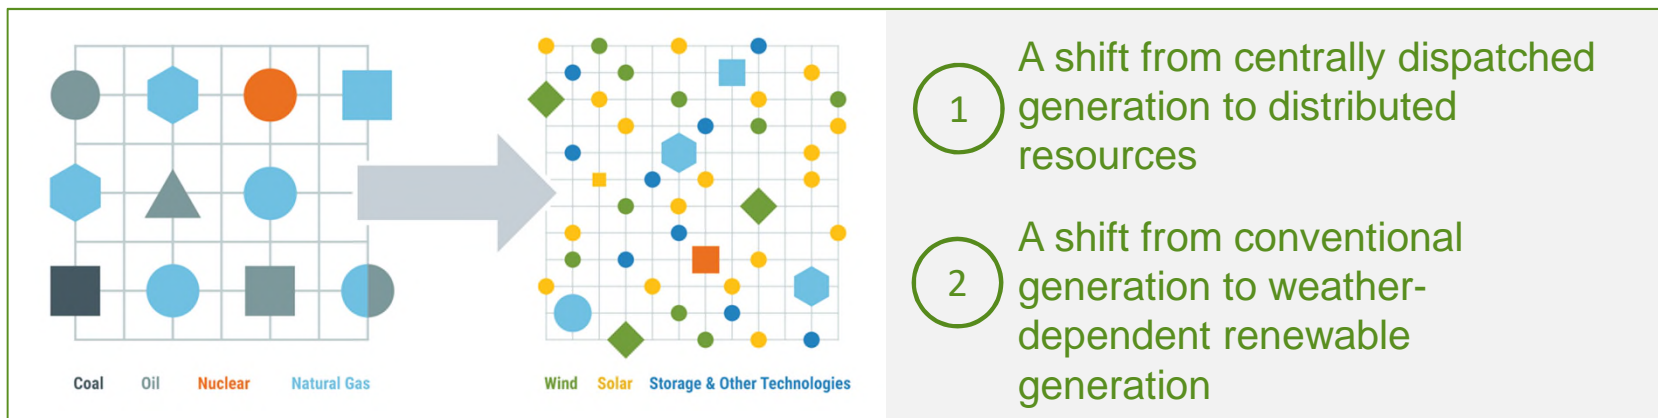 1
A shift from centrally dispatched
generation to distributed
resources
2
A shift from conventional
generation to weather-
dependent renewable
generation
Coal Oil Nuclear Natural Gas
Wind Solar Storage & Other Technologies